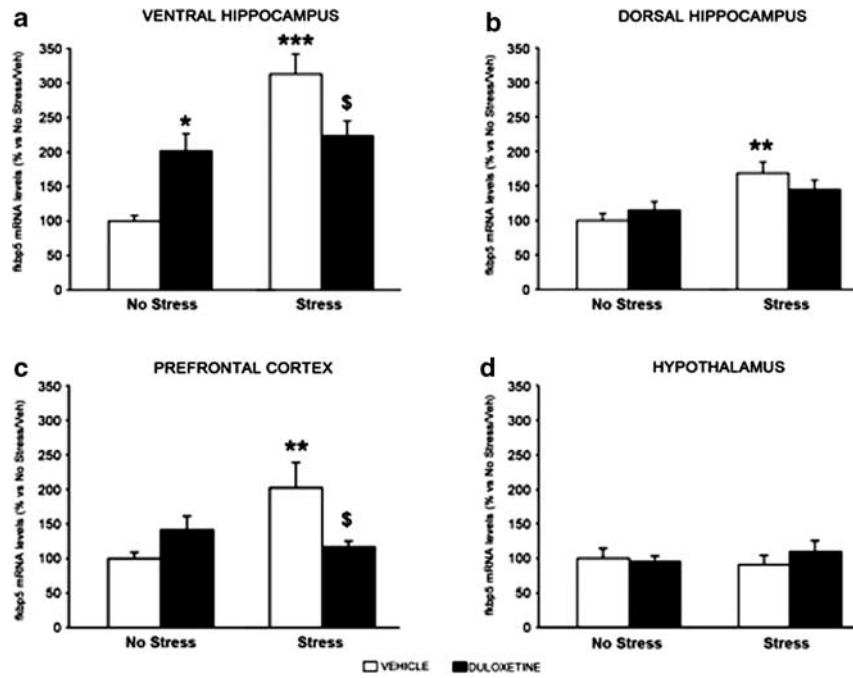 a VENTRAL HIPPOCAMPUS
fkbp5 mRNA levels (% vs No Stress/Veh)
350
300
250
200
150
100
50
0
*
***
$
No Stress Stress
b DORSAL HIPPOCAMPUS
fkbp5 mRNA levels (% vs No Stress/Veh)
350
300
250
200
150
100
50
0
**
No Stress Stress
c PREFRONTAL CORTEX
fkbp5 mRNA levels (% vs No Stress/Veh)
350
300
250
200
150
100
50
0
**
$
No Stress Stress
d HYPOTHALAMUS
fkbp5 mRNA levels (% vs No Stress/Veh)
350
300
250
200
150
100
50
0
No Stress Stress
VEHICLE DULOXETINE